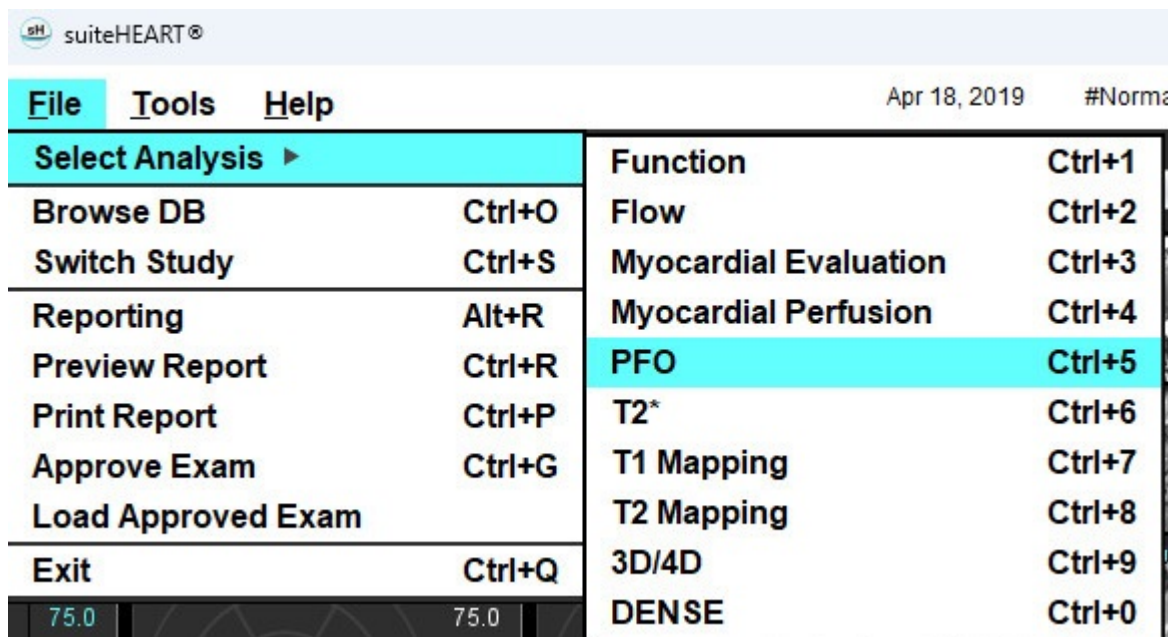 sH suiteHEART®
File Tools Help Apr 18, 2019
Select Analysis ▶
Browse DB Ctrl+O
Switch Study Ctrl+S
Reporting Alt+R
Preview Report Ctrl+R
Print Report Ctrl+P
Approve Exam Ctrl+G
Load Approved Exam
Exit Ctrl+Q
75.0 75.0
Function Ctrl+1
Flow Ctrl+2
Myocardial Evaluation Ctrl+3
Myocardial Perfusion Ctrl+4
PFO Ctrl+5
T2* Ctrl+6
T1 Mapping Ctrl+7
T2 Mapping Ctrl+8
3D/4D Ctrl+9
DENSE Ctrl+0